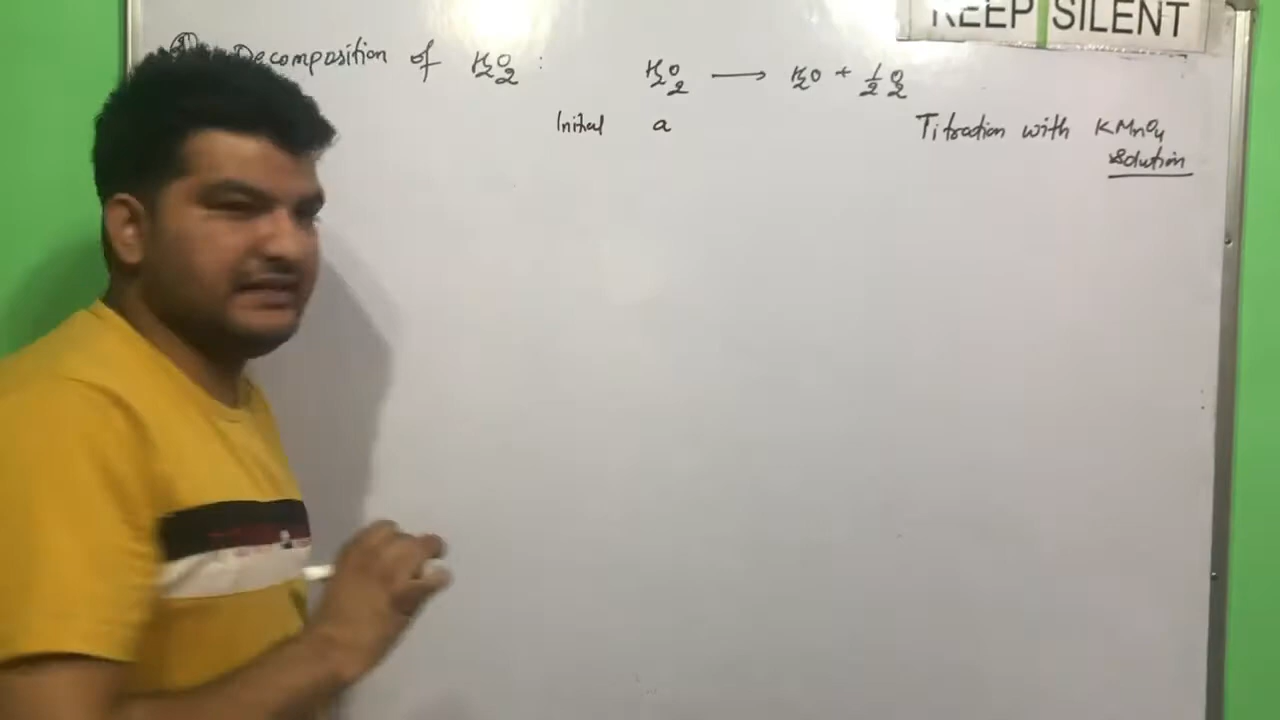 KEEP SILENT
Decomposition of H2O2 : H2O2 ⟶ H2O + 1/2 O2
Initial a Titration with KMnO4
Solution